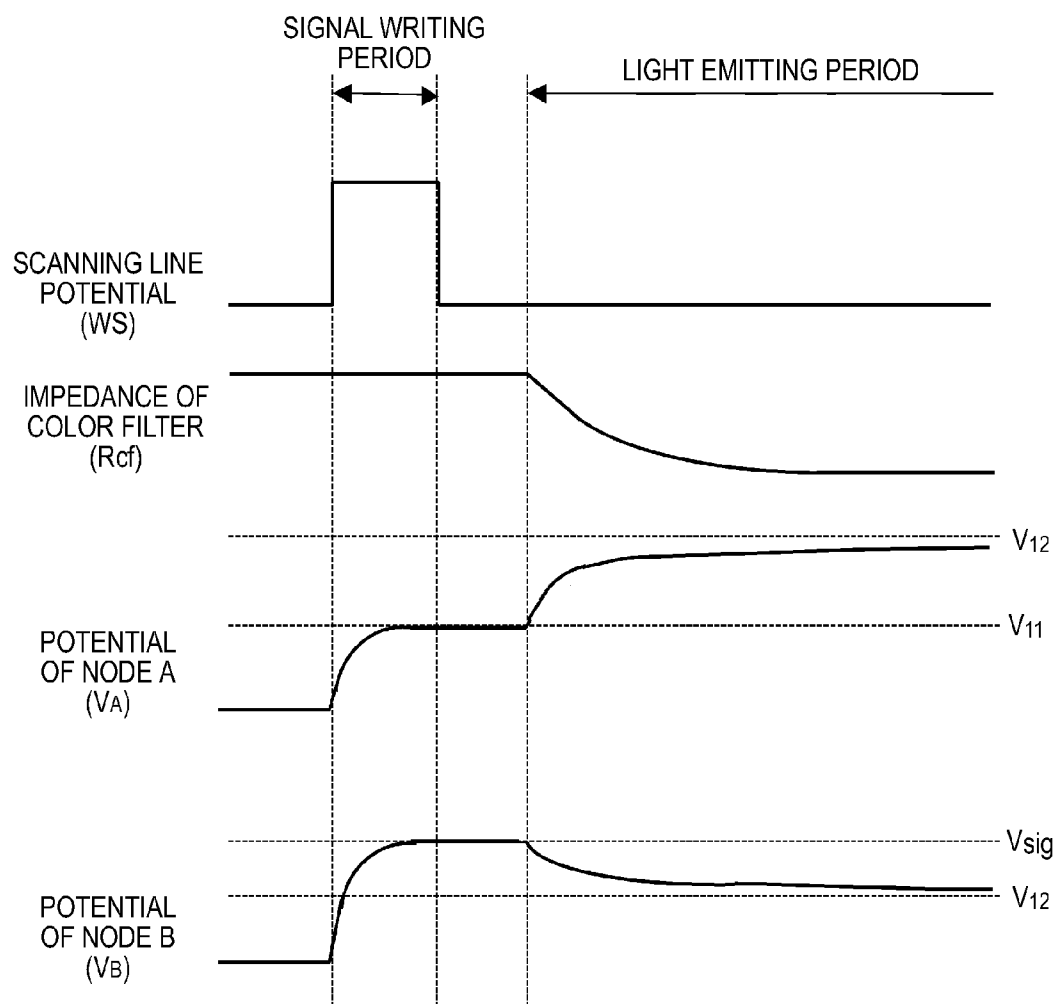 SIGNAL WRITING
PERIOD
LIGHT EMITTING PERIOD
SCANNING LINE
POTENTIAL
(WS)
IMPEDANCE OF
COLOR FILTER
(Rcf)
V12
V11
POTENTIAL
OF NODE A
(VA)
Vsig
V12
POTENTIAL
OF NODE B
(VB)